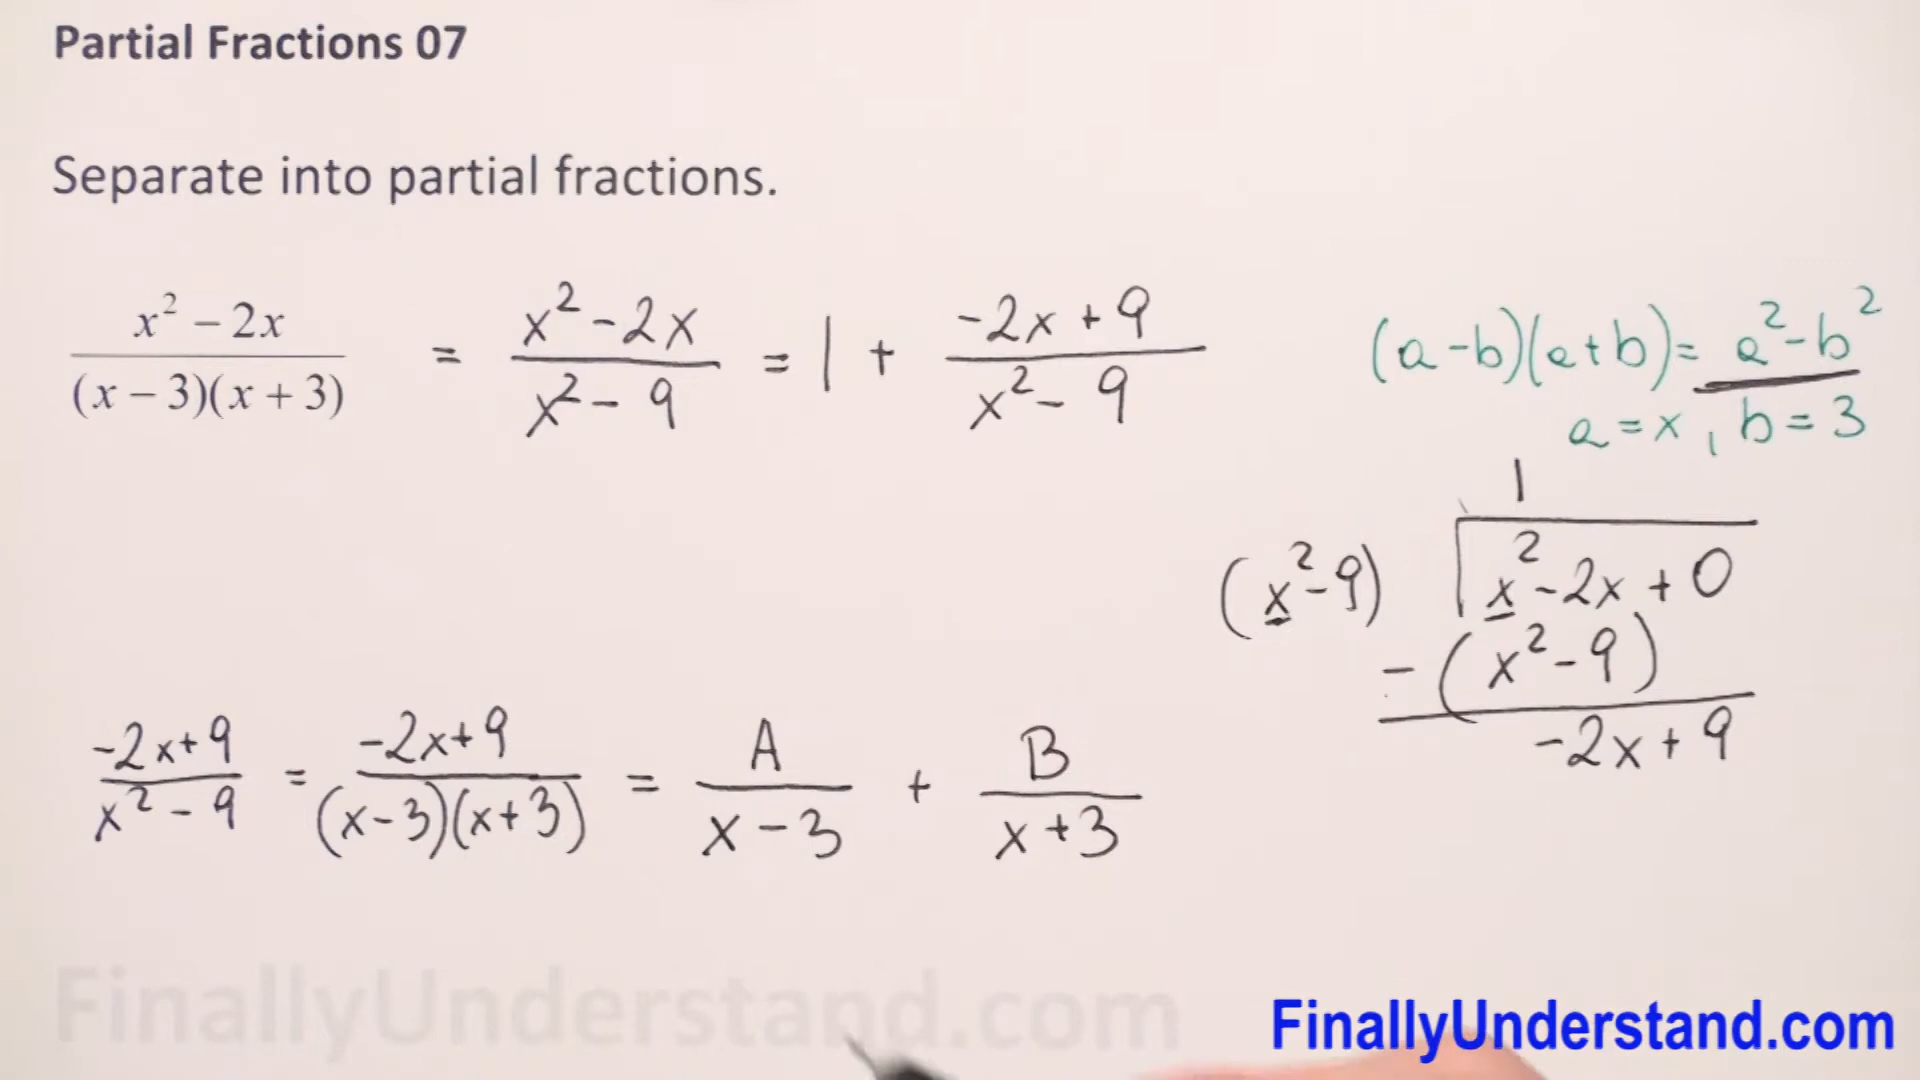 Partial Fractions 07
Separate into partial fractions.
x² − 2x / (x − 3)(x + 3) = x² − 2x / x² − 9 = 1 + −2x + 9 / x² − 9
(a − b)(a + b) = a² − b²
a = x, b = 3
1
(x² − 9) x² − 2x + 0
− (x² − 9)
−2x + 9
−2x + 9 / x² − 9 = −2x + 9 / (x − 3)(x + 3) = A / x − 3 + B / x + 3
FinallyUnderstand.com
FinallyUnderstand.com